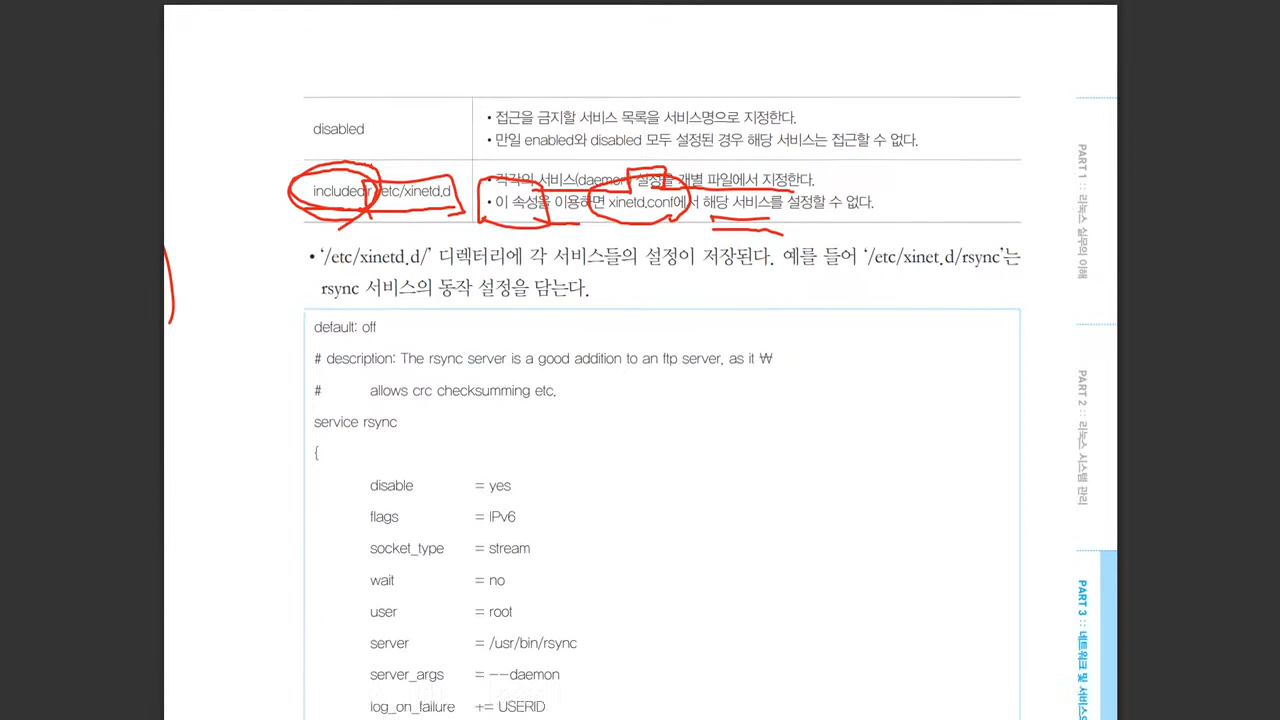 disabled
• 접근을 금지할 서비스 목록을 서비스명으로 지정한다.
• 만일 enabled와 disabled 모두 설정된 경우 해당 서비스는 접근할 수 없다.
includedir /etc/xinetd.d
• 각각의 서비스(daemon) 설정을 개별 파일에서 지정한다.
• 이 속성을 이용하면 xinetd.conf에서 해당 서비스를 설정할 수 없다.
• ‘/etc/xinetd.d/’ 디렉터리에 각 서비스들의 설정이 저장된다. 예를 들어 ‘/etc/xinet.d/rsync’는
rsync 서비스의 동작 설정을 담는다.
default: off
# description: The rsync server is a good addition to an ftp server, as it ₩
# allows crc checksumming etc.
service rsync
{
disable = yes
flags = IPv6
socket_type = stream
wait = no
user = root
server = /usr/bin/rsync
server_args = --daemon
log_on_failure += USERID
PART 1 :: 리눅스 실무의 이해
PART 2 :: 리눅스 시스템 관리
PART 3 :: 네트워크 및 서비스의